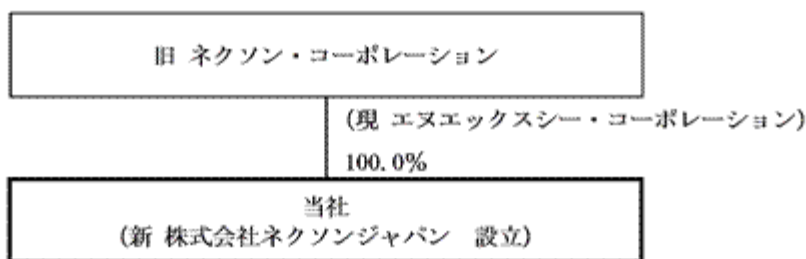 旧 ネクソン・コーポレーション
(現 エヌエックスシー・コーポレーション)
100.0%
当社
(新 株式会社ネクソンジャパン 設立)